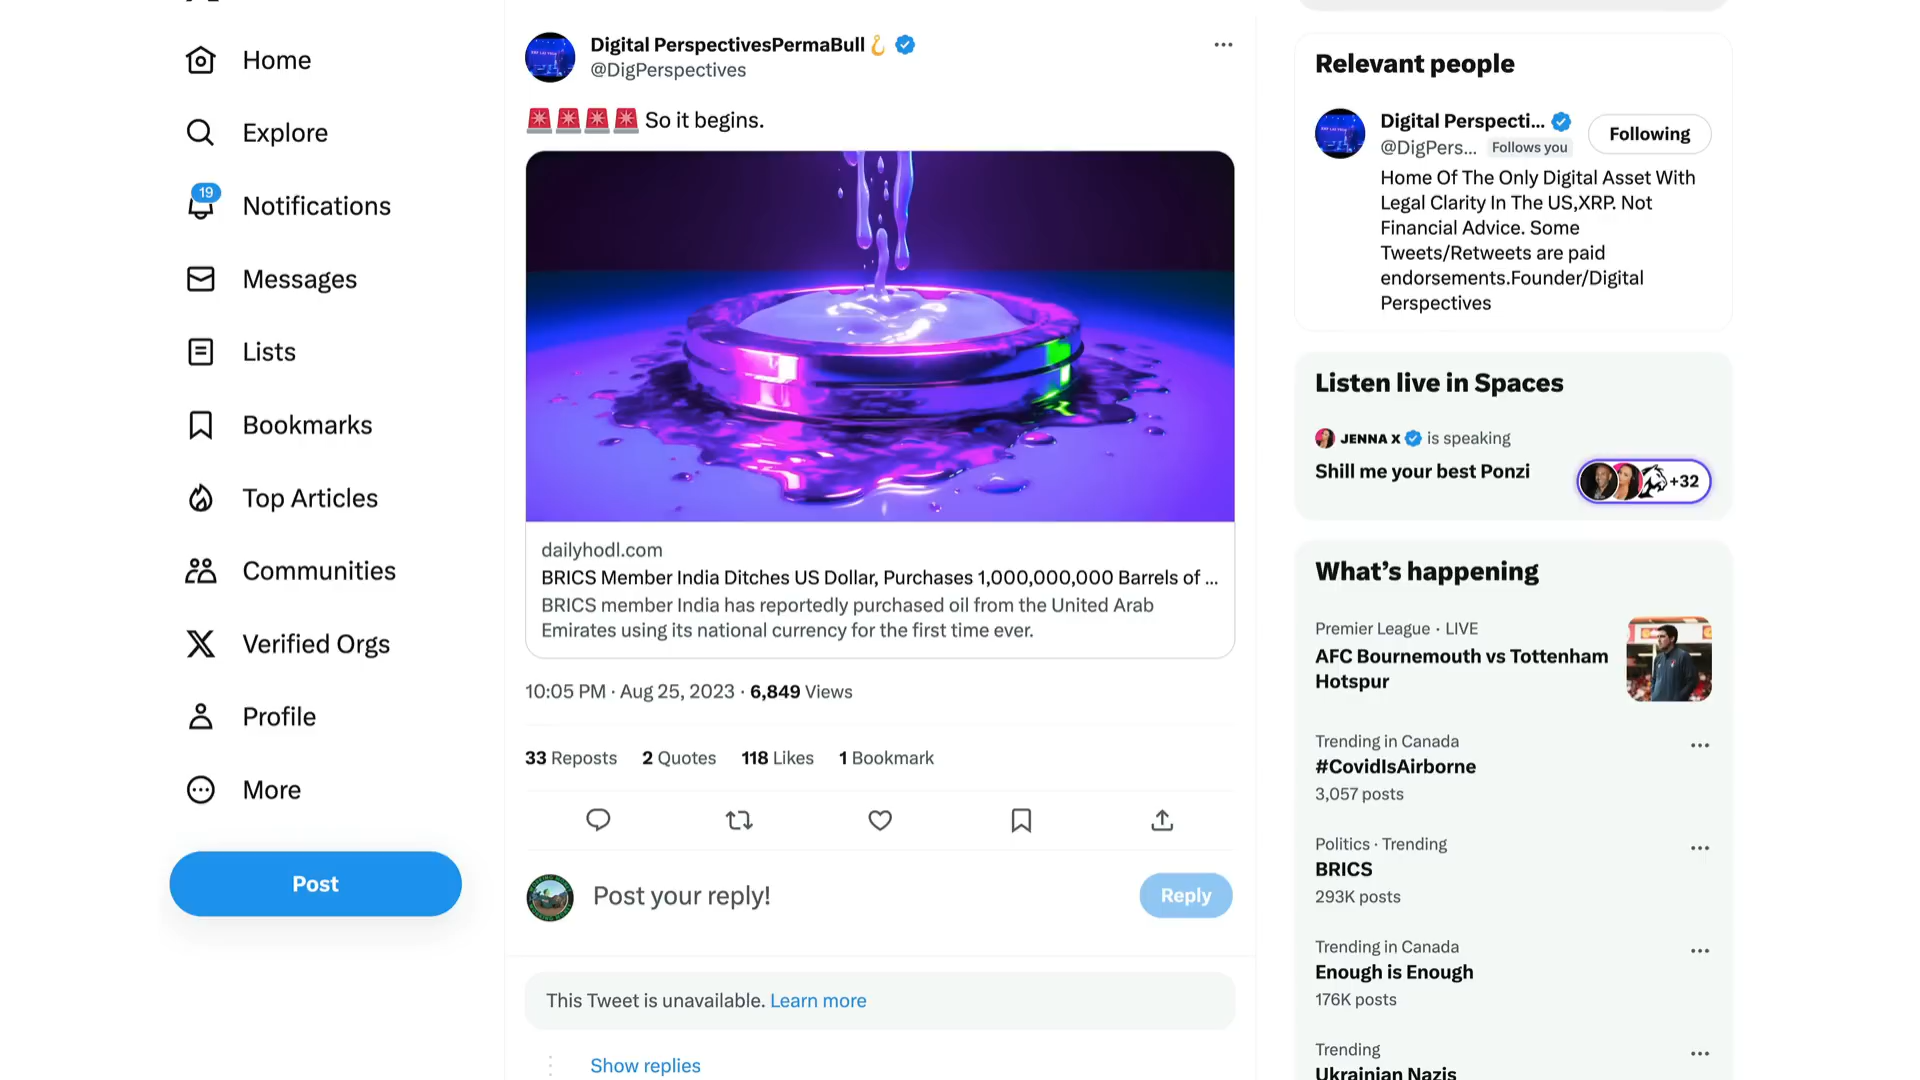 Home
Explore
19
Notifications
Messages
Lists
Bookmarks
Top Articles
Communities
Verified Orgs
Profile
More
Post
Digital PerspectivesPermaBull
@DigPerspectives
So it begins.
dailyhodl.com
BRICS Member India Ditches US Dollar, Purchases 1,000,000,000 Barrels of ...
BRICS member India has reportedly purchased oil from the United Arab
Emirates using its national currency for the first time ever.
10:05 PM · Aug 25, 2023 · 6,849 Views
33 Reposts 2 Quotes 118 Likes 1 Bookmark
Post your reply!
Reply
This Tweet is unavailable. Learn more
Show replies
Relevant people
Digital Perspecti...
@DigPers... Follows you
Following
Home Of The Only Digital Asset With
Legal Clarity In The US,XRP. Not
Financial Advice. Some
Tweets/Retweets are paid
endorsements.Founder/Digital
Perspectives
Listen live in Spaces
JENNA X is speaking
Shill me your best Ponzi
+32
What's happening
Premier League · LIVE
AFC Bournemouth vs Tottenham
Hotspur
Trending in Canada
#CovidIsAirborne
3,057 posts
Politics · Trending
BRICS
293K posts
Trending in Canada
Enough is Enough
176K posts
Trending
Ukrainian Nazis